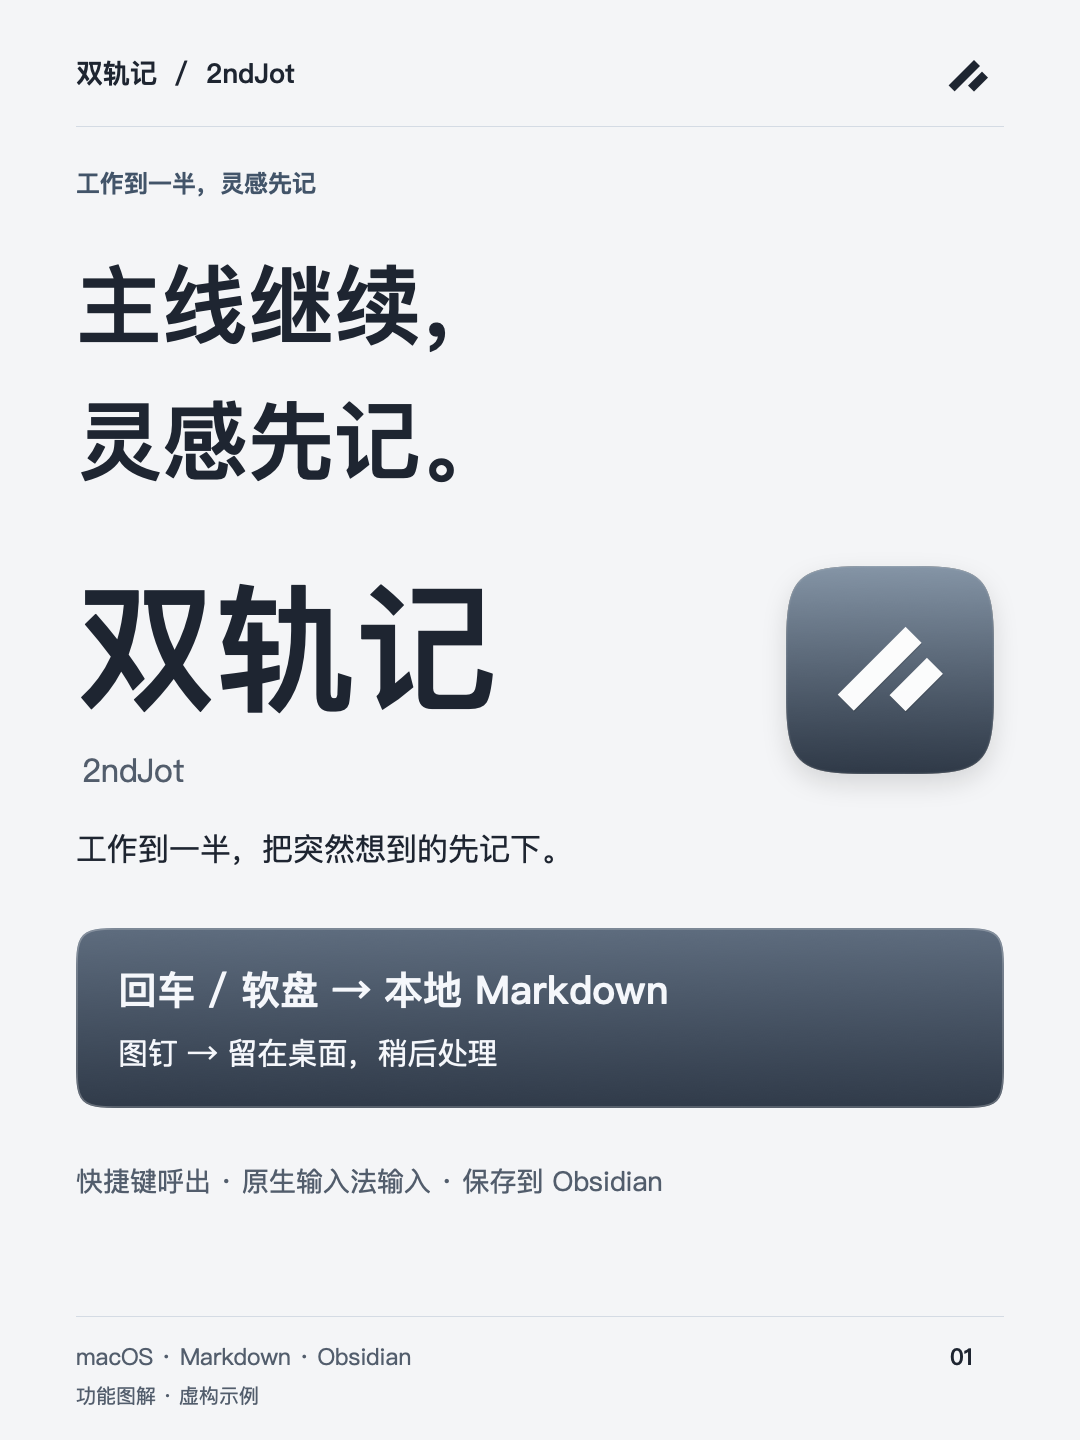 双轨记 / 2ndJot
工作到一半，灵感先记
主线继续，
灵感先记。
双轨记
2ndJot
工作到一半，把突然想到的先记下。
回车 / 软盘 → 本地 Markdown
图钉 → 留在桌面，稍后处理
快捷键呼出 · 原生输入法输入 · 保存到 Obsidian
macOS · Markdown · Obsidian
01
功能图解 · 虚构示例